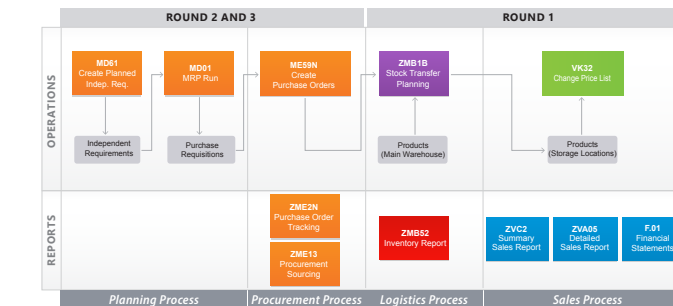 ROUND 2 AND 3
ROUND 1
OPERATIONS
MD61
Create Planned
Indep. Req.
MD01
MRP Run
ME59N
Create
Purchase Orders
ZMB1B
Stock Transfer
Planning
VK32
Change Price List
Independent
Requirements
Purchase
Requisitions
Products
(Main Warehouse)
Products
(Storage Locations)
REPORTS
ZME2N
Purchase Order
Tracking
ZME13
Procurement
Sourcing
ZMB52
Inventory Report
ZVC2
Summary
Sales Report
ZVA05
Detailed
Sales Report
F.01
Financial
Statements
Planning Process
Procurement Process
Logistics Process
Sales Process